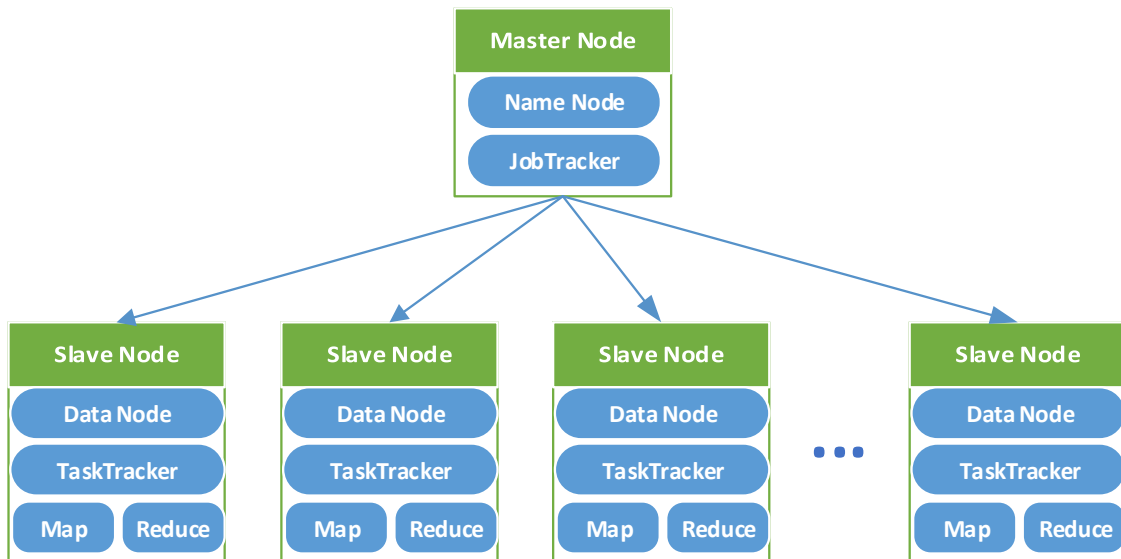 Master Node
Name Node
JobTracker
Slave Node Slave Node Slave Node Slave Node
Data Node Data Node Data Node Data Node
TaskTracker TaskTracker TaskTracker ... TaskTracker
Map Reduce Map Reduce Map Reduce Map Reduce